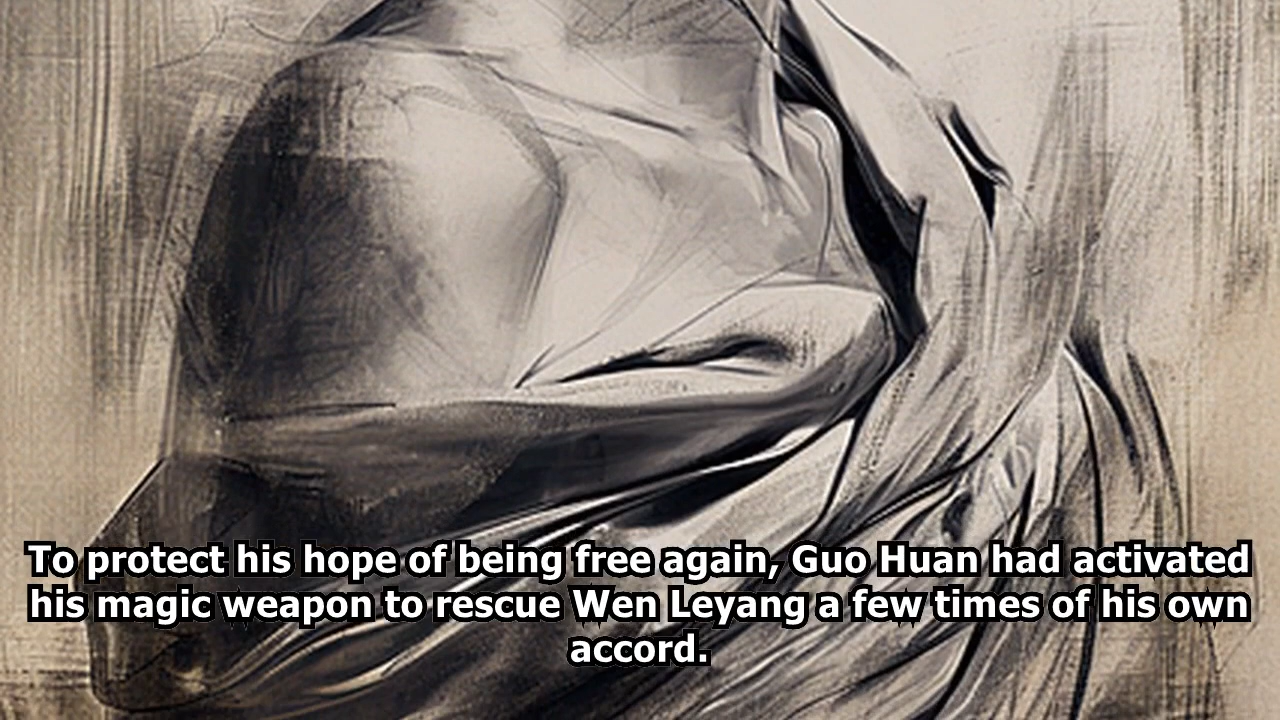 To protect his hope of being free again, Guo Huan had activated
his magic weapon to rescue Wen Leyang a few times of his own
accord.